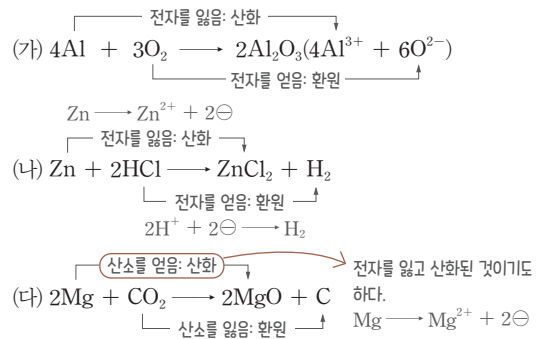 전자를 잃음: 산화
(가) 4Al + 3O₂ ⟶ 2Al₂O₃(4Al³⁺ + 6O²⁻)
전자를 얻음: 환원
Zn ⟶ Zn²⁺ + 2⊖
전자를 잃음: 산화
(나) Zn + 2HCl ⟶ ZnCl₂ + H₂
전자를 얻음: 환원
2H⁺ + 2⊖ ⟶ H₂
산소를 얻음: 산화
전자를 잃고 산화된 것이기도
하다.
(다) 2Mg + CO₂ ⟶ 2MgO + C
Mg ⟶ Mg²⁺ + 2⊖
산소를 잃음: 환원